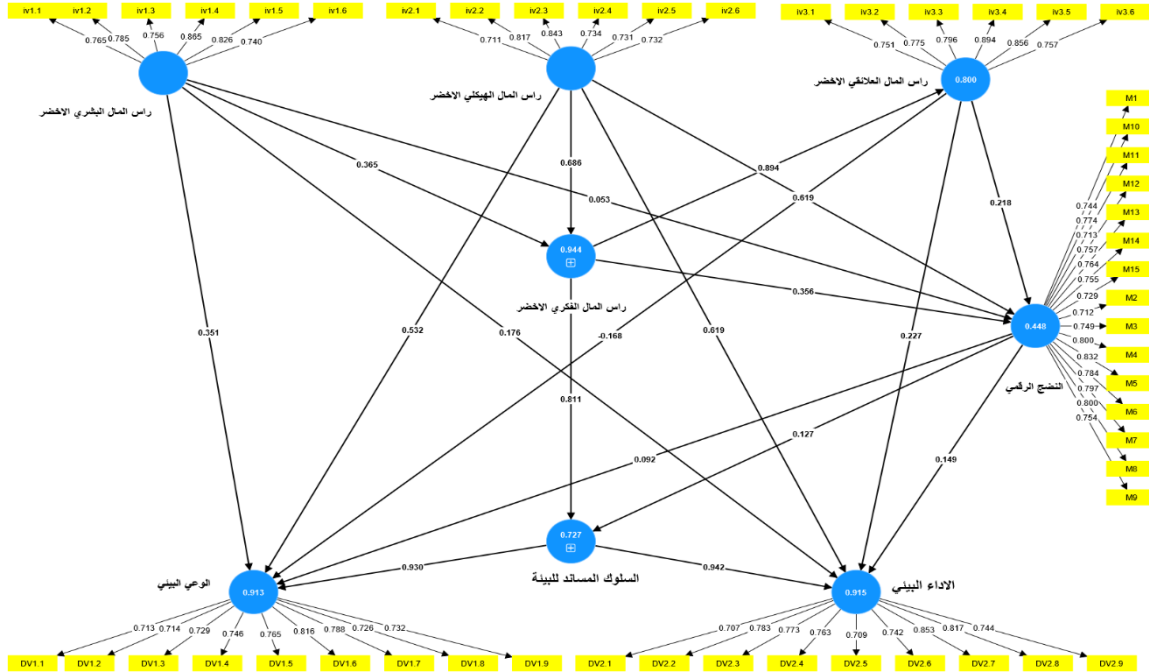 iv1.1 iv1.2 iv1.3 iv1.4 iv1.5 iv1.6 iv2.1 iv2.2 iv2.3 iv2.4 iv2.5 iv2.6 iv3.1 iv3.2 iv3.3 iv3.4 iv3.5 iv3.6
0.765 0.785 0.756 0.865 0.826 0.740 0.711 0.817 0.843 0.734 0.731 0.732 0.751 0.775 0.796 0.894 0.856 0.757
0.800
راس المال البشري الاخضر
راس المال الهيكلي الاخضر
راس المال العلائقي الاخضر
M1
M10
M11
M12
M13
M14
M15
M2
M3
M4
M5
M6
M7
M8
M9
0.744
0.774
0.713
0.757
0.764
0.755
0.729
0.712
0.749
0.800
0.832
0.784
0.797
0.800
0.754
0.365
0.686
0.894
0.053
0.619
0.218
0.944
0.356
راس المال الفكري الاخضر
0.448
النضج الرقمي
0.351
0.532
0.176
-0.168
0.619
0.227
0.811
0.127
0.092
0.149
0.727
السلوك المساند للبيئة
0.930
0.942
الوعي البيئي
0.913
الاداء البيئي
0.915
0.713 0.714 0.729 0.746 0.765 0.816 0.788 0.726 0.732
0.707 0.783 0.773 0.763 0.709 0.742 0.853 0.817 0.744
DV1.1 DV1.2 DV1.3 DV1.4 DV1.5 DV1.6 DV1.7 DV1.8 DV1.9
DV2.1 DV2.2 DV2.3 DV2.4 DV2.5 DV2.6 DV2.7 DV2.8 DV2.9